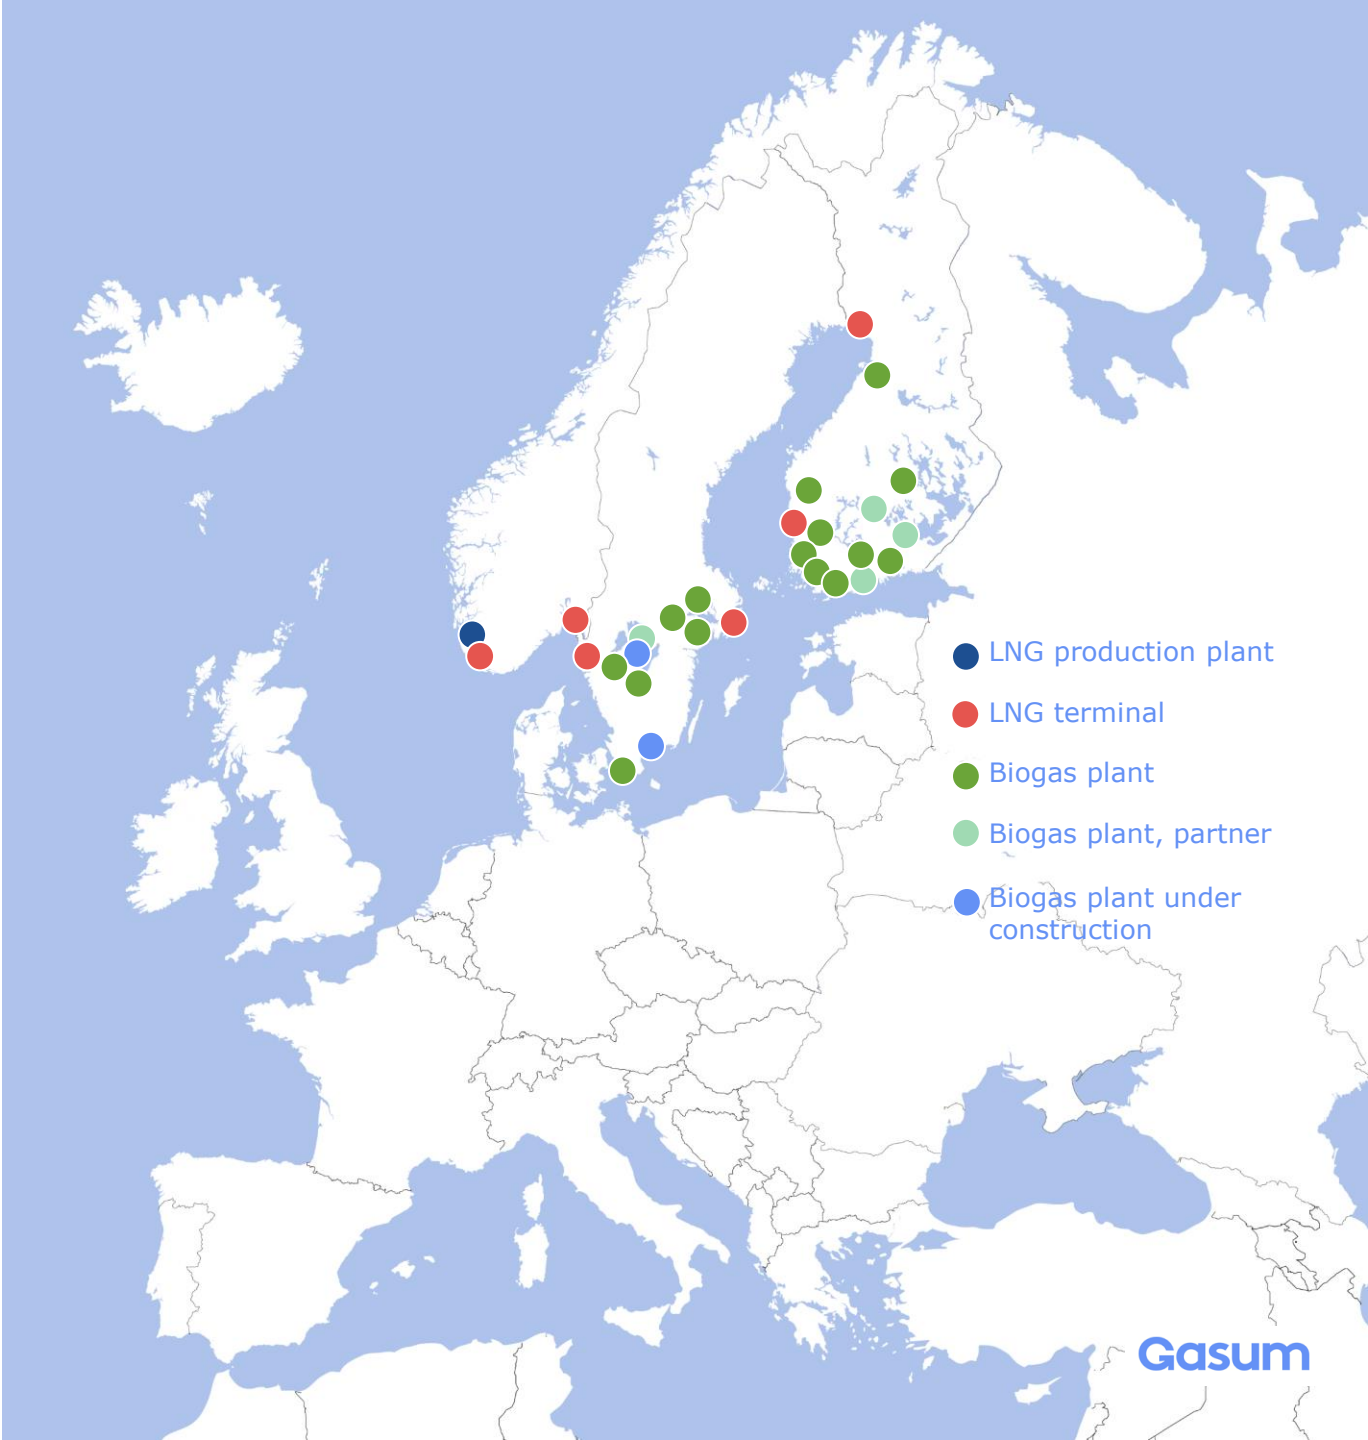 LNG production plant
LNG terminal
Biogas plant
Biogas plant, partner
Biogas plant under
construction
Gasum